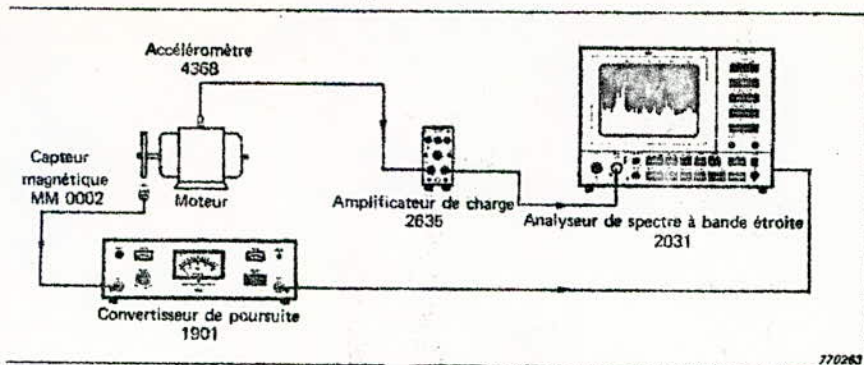 Accéléromètre
4368
Capteur
magnétique
MM 0002
Moteur
Amplificateur de charge
2635
Analyseur de spectre à bande étroite
2031
Convertisseur de poursuite
1901
770263